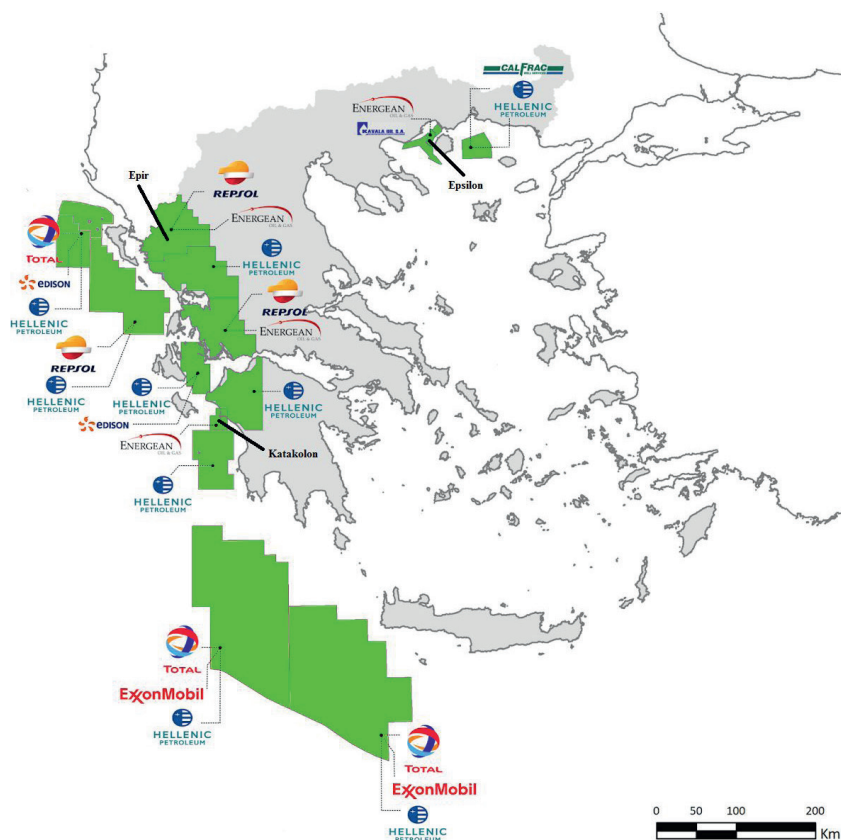 CALFRAC
WELL SERVICES
ENERGEAN
OIL & GAS
KAVALA OIL S.A.
HELLENIC
PETROLEUM
Epsilon
Epir
REPSOL
ENERGEAN
OIL & GAS
HELLENIC
PETROLEUM
TOTAL
eDISON
HELLENIC
PETROLEUM
REPSOL
ENERGEAN
OIL & GAS
REPSOL
HELLENIC
PETROLEUM
HELLENIC
PETROLEUM
eDISON
HELLENIC
PETROLEUM
ENERGEAN
OIL & GAS
Katakolon
HELLENIC
PETROLEUM
TOTAL
ExxonMobil
HELLENIC
PETROLEUM
TOTAL
ExxonMobil
HELLENIC
PETROLEUM
0 50 100 200
Km